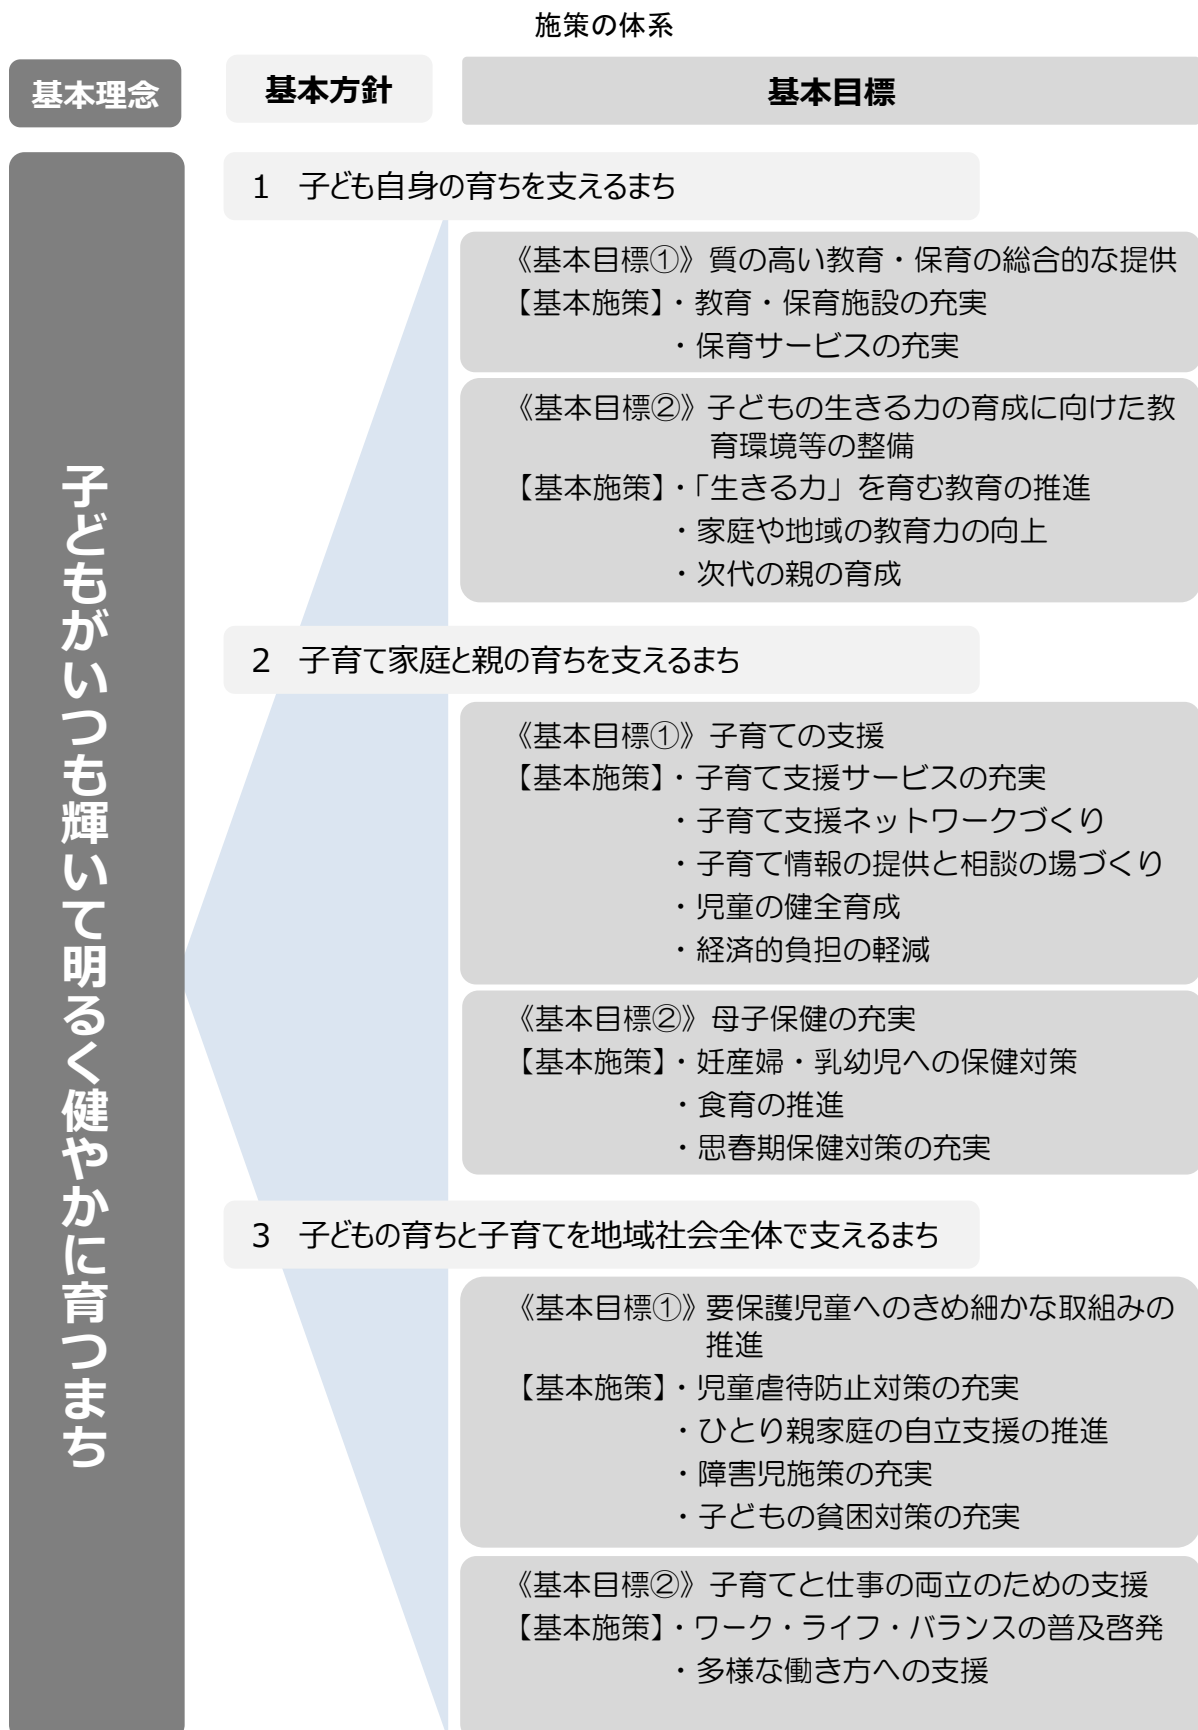 施策の体系
基本理念
基本方針
基本目標
子どもがいつも輝いて明るく健やかに育つまち
1 子ども自身の育ちを支えるまち
《基本目標①》質の高い教育・保育の総合的な提供
【基本施策】・教育・保育施設の充実
・保育サービスの充実
《基本目標②》子どもの生きる力の育成に向けた教
育環境等の整備
【基本施策】・「生きる力」を育む教育の推進
・家庭や地域の教育力の向上
・次代の親の育成
2 子育て家庭と親の育ちを支えるまち
《基本目標①》子育ての支援
【基本施策】・子育て支援サービスの充実
・子育て支援ネットワークづくり
・子育て情報の提供と相談の場づくり
・児童の健全育成
・経済的負担の軽減
《基本目標②》母子保健の充実
【基本施策】・妊産婦・乳幼児への保健対策
・食育の推進
・思春期保健対策の充実
3 子どもの育ちと子育てを地域社会全体で支えるまち
《基本目標①》要保護児童へのきめ細かな取組みの
推進
【基本施策】・児童虐待防止対策の充実
・ひとり親家庭の自立支援の推進
・障害児施策の充実
・子どもの貧困対策の充実
《基本目標②》子育てと仕事の両立のための支援
【基本施策】・ワーク・ライフ・バランスの普及啓発
・多様な働き方への支援